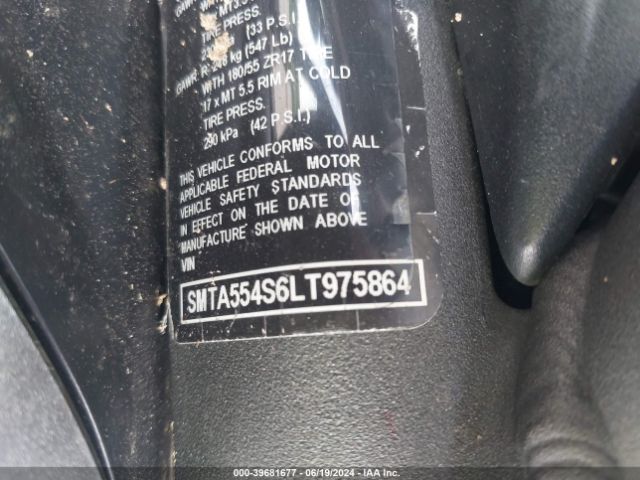 GAWR: F:
TIRE PRESS.
(33 P.S.I.
GAWR: R: 248 kg (547 Lb)
WITH 180/55 ZR17 TIRE
17 x MT 5.5 RIM AT COLD
TIRE PRESS.
290 kPa (42 P.S.I.)
THIS VEHICLE CONFORMS TO ALL
APPLICABLE FEDERAL MOTOR
VEHICLE SAFETY STANDARDS
IN EFFECT ON THE DATE OF
MANUFACTURE SHOWN ABOVE
VIN
SMTA554S6LT975864
000-39681677 - 06/19/2024 - IAA Inc.